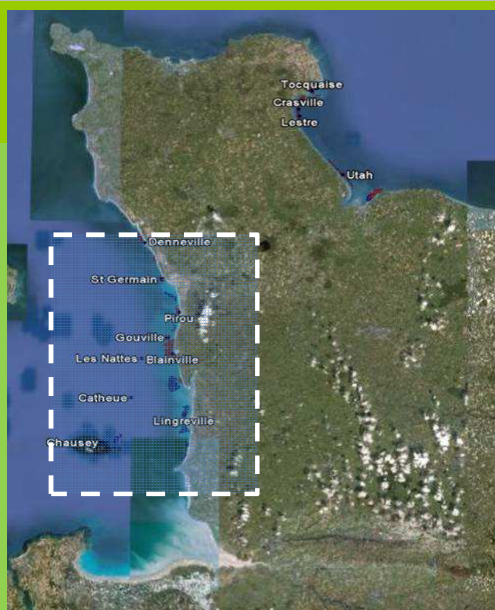 Tocquaise
Crasville
Lestre
Utah
Denneville
St Germain
Pirou
Gouville
Les Nattes
Blainville
Catheue
Lingreville
Chausey